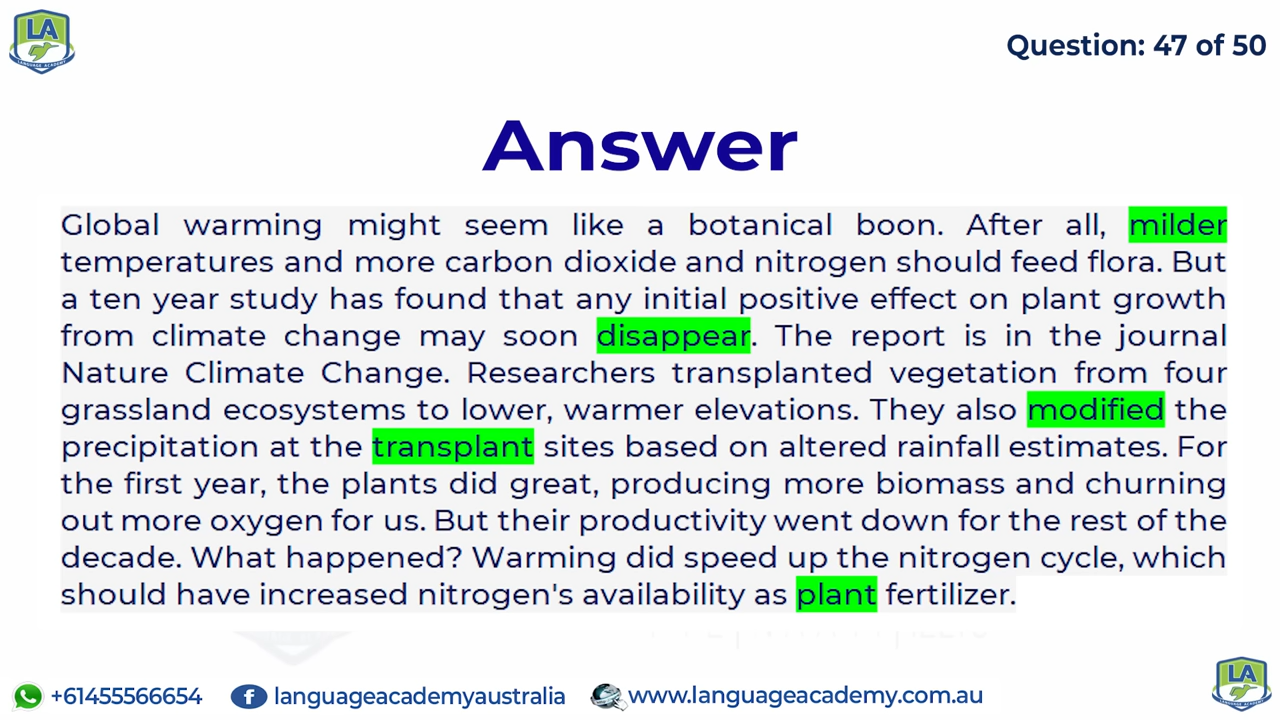 LA
LANGUAGE ACADEMY
Question: 47 of 50
Answer
Global warming might seem like a botanical boon. After all, milder
temperatures and more carbon dioxide and nitrogen should feed flora. But
a ten year study has found that any initial positive effect on plant growth
from climate change may soon disappear. The report is in the journal
Nature Climate Change. Researchers transplanted vegetation from four
grassland ecosystems to lower, warmer elevations. They also modified the
precipitation at the transplant sites based on altered rainfall estimates. For
the first year, the plants did great, producing more biomass and churning
out more oxygen for us. But their productivity went down for the rest of the
decade. What happened? Warming did speed up the nitrogen cycle, which
should have increased nitrogen's availability as plant fertilizer.
+61455566654
languageacademyaustralia
www.languageacademy.com.au
LA